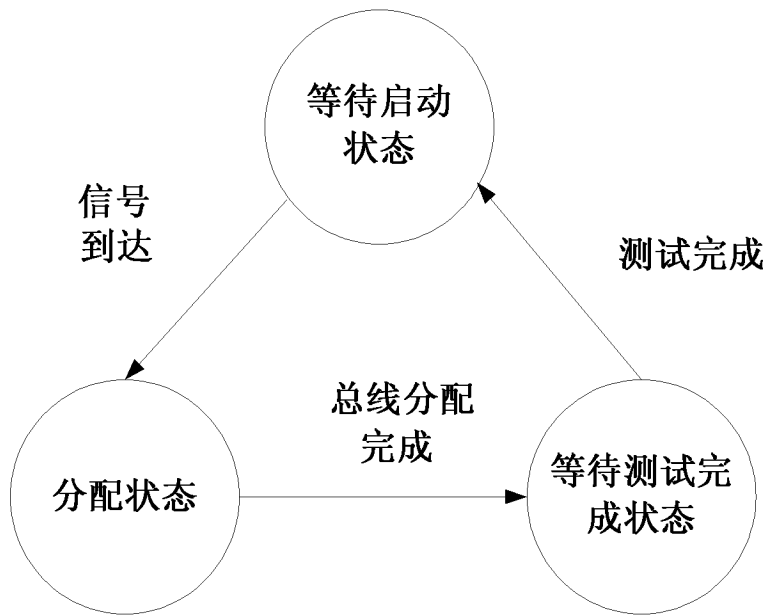 等待启动
状态
信号
到达
测试完成
总线分配
完成
分配状态
等待测试完
成状态